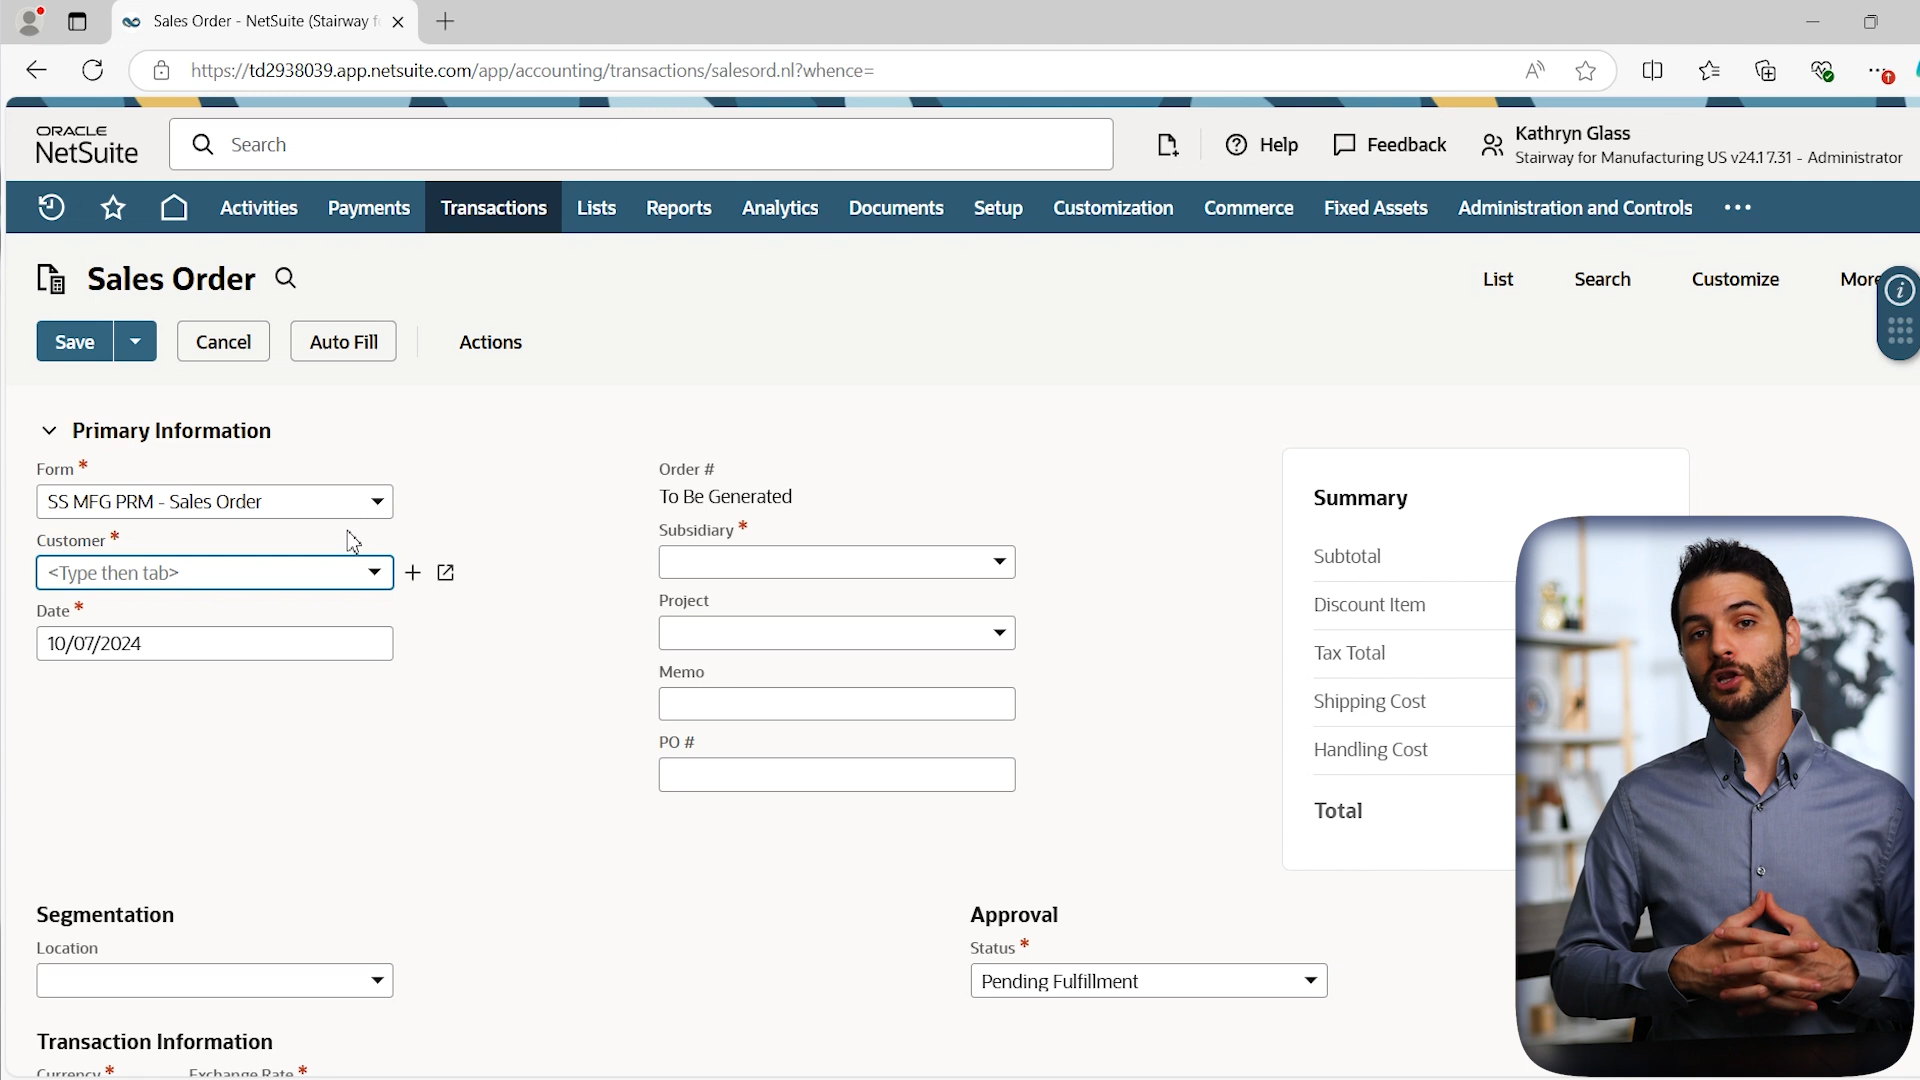 Sales Order - NetSuite (Stairway f
https://td2938039.app.netsuite.com/app/accounting/transactions/salesord.nl?whence=
ORACLE
NetSuite
Search
Help
Feedback
Kathryn Glass
Stairway for Manufacturing US v24.1 7.31 - Administrator
Activities
Payments
Transactions
Lists
Reports
Analytics
Documents
Setup
Customization
Commerce
Fixed Assets
Administration and Controls
Sales Order
List
Search
Customize
More
Save
Cancel
Auto Fill
Actions
Primary Information
Form *
SS MFG PRM - Sales Order
Customer *
<Type then tab>
Date *
10/07/2024
Order #
To Be Generated
Subsidiary *
Project
Memo
PO #
Summary
Subtotal
Discount Item
Tax Total
Shipping Cost
Handling Cost
Total
Segmentation
Location
Approval
Status *
Pending Fulfillment
Transaction Information
Currency *
Exchange Rate *